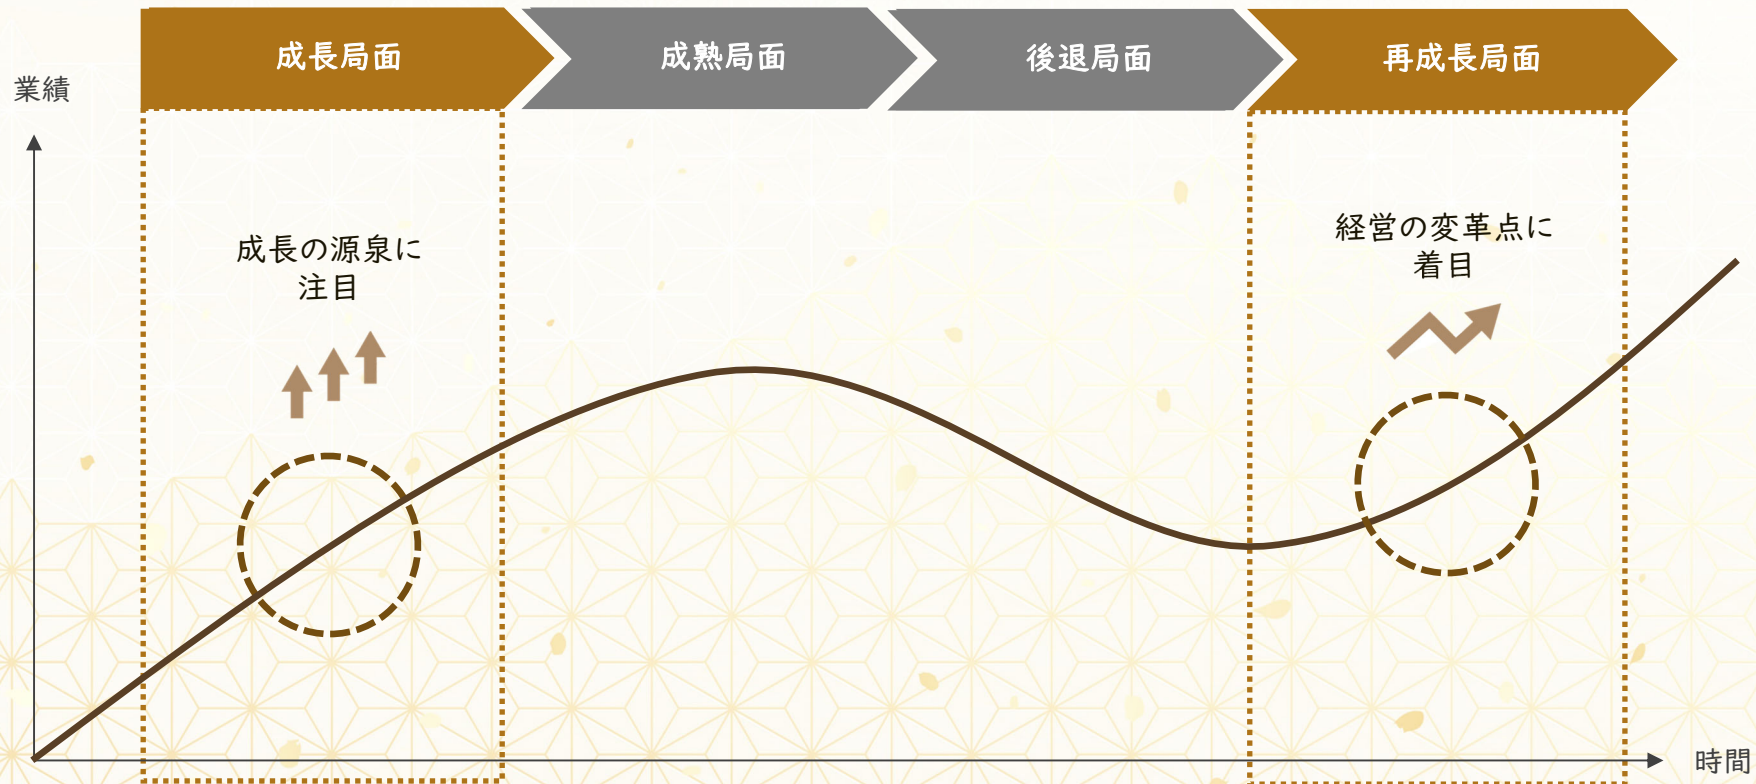 成長局面
成熟局面
後退局面
再成長局面
業績
成長の源泉に
注目
経営の変革点に
着目
時間